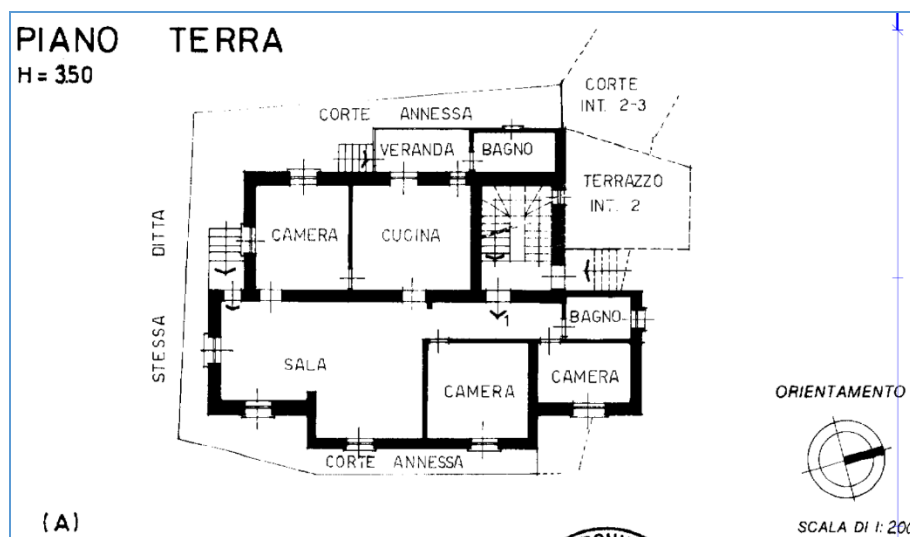 PIANO TERRA
H = 3.50
CORTE
INT. 2-3
CORTE ANNESSA
VERANDA
BAGNO
TERRAZZO
INT. 2
STESSA DITTA
CAMERA
CUCINA
1
BAGNO
SALA
CAMERA
CAMERA
ORIENTAMENTO
CORTE ANNESSA
(A)
SCALA DI 1: 200